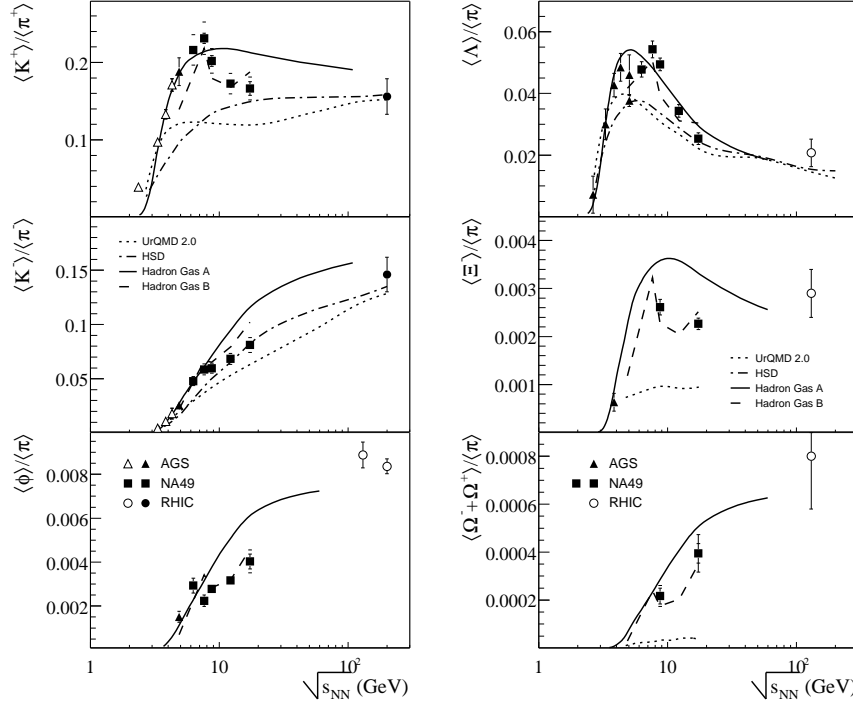 ⟨K⁺⟩/⟨π⁺⟩
0.2
0.1
⟨K⁻⟩/⟨π⁻⟩
0.15
0.1
0.05
UrQMD 2.0
HSD
Hadron Gas A
Hadron Gas B
⟨ϕ⟩/⟨π⟩
0.008
0.006
0.004
0.002
AGS
NA49
RHIC
1
10
10²
√s_NN (GeV)
⟨Λ⟩/⟨π⟩
0.06
0.04
0.02
⟨Ξ⁻⟩/⟨π⟩
0.004
0.003
0.002
0.001
UrQMD 2.0
HSD
Hadron Gas A
Hadron Gas B
⟨Ω⁻+Ω⁺⟩/⟨π⟩
0.0008
0.0006
0.0004
0.0002
AGS
NA49
RHIC
1
10
10²
√s_NN (GeV)